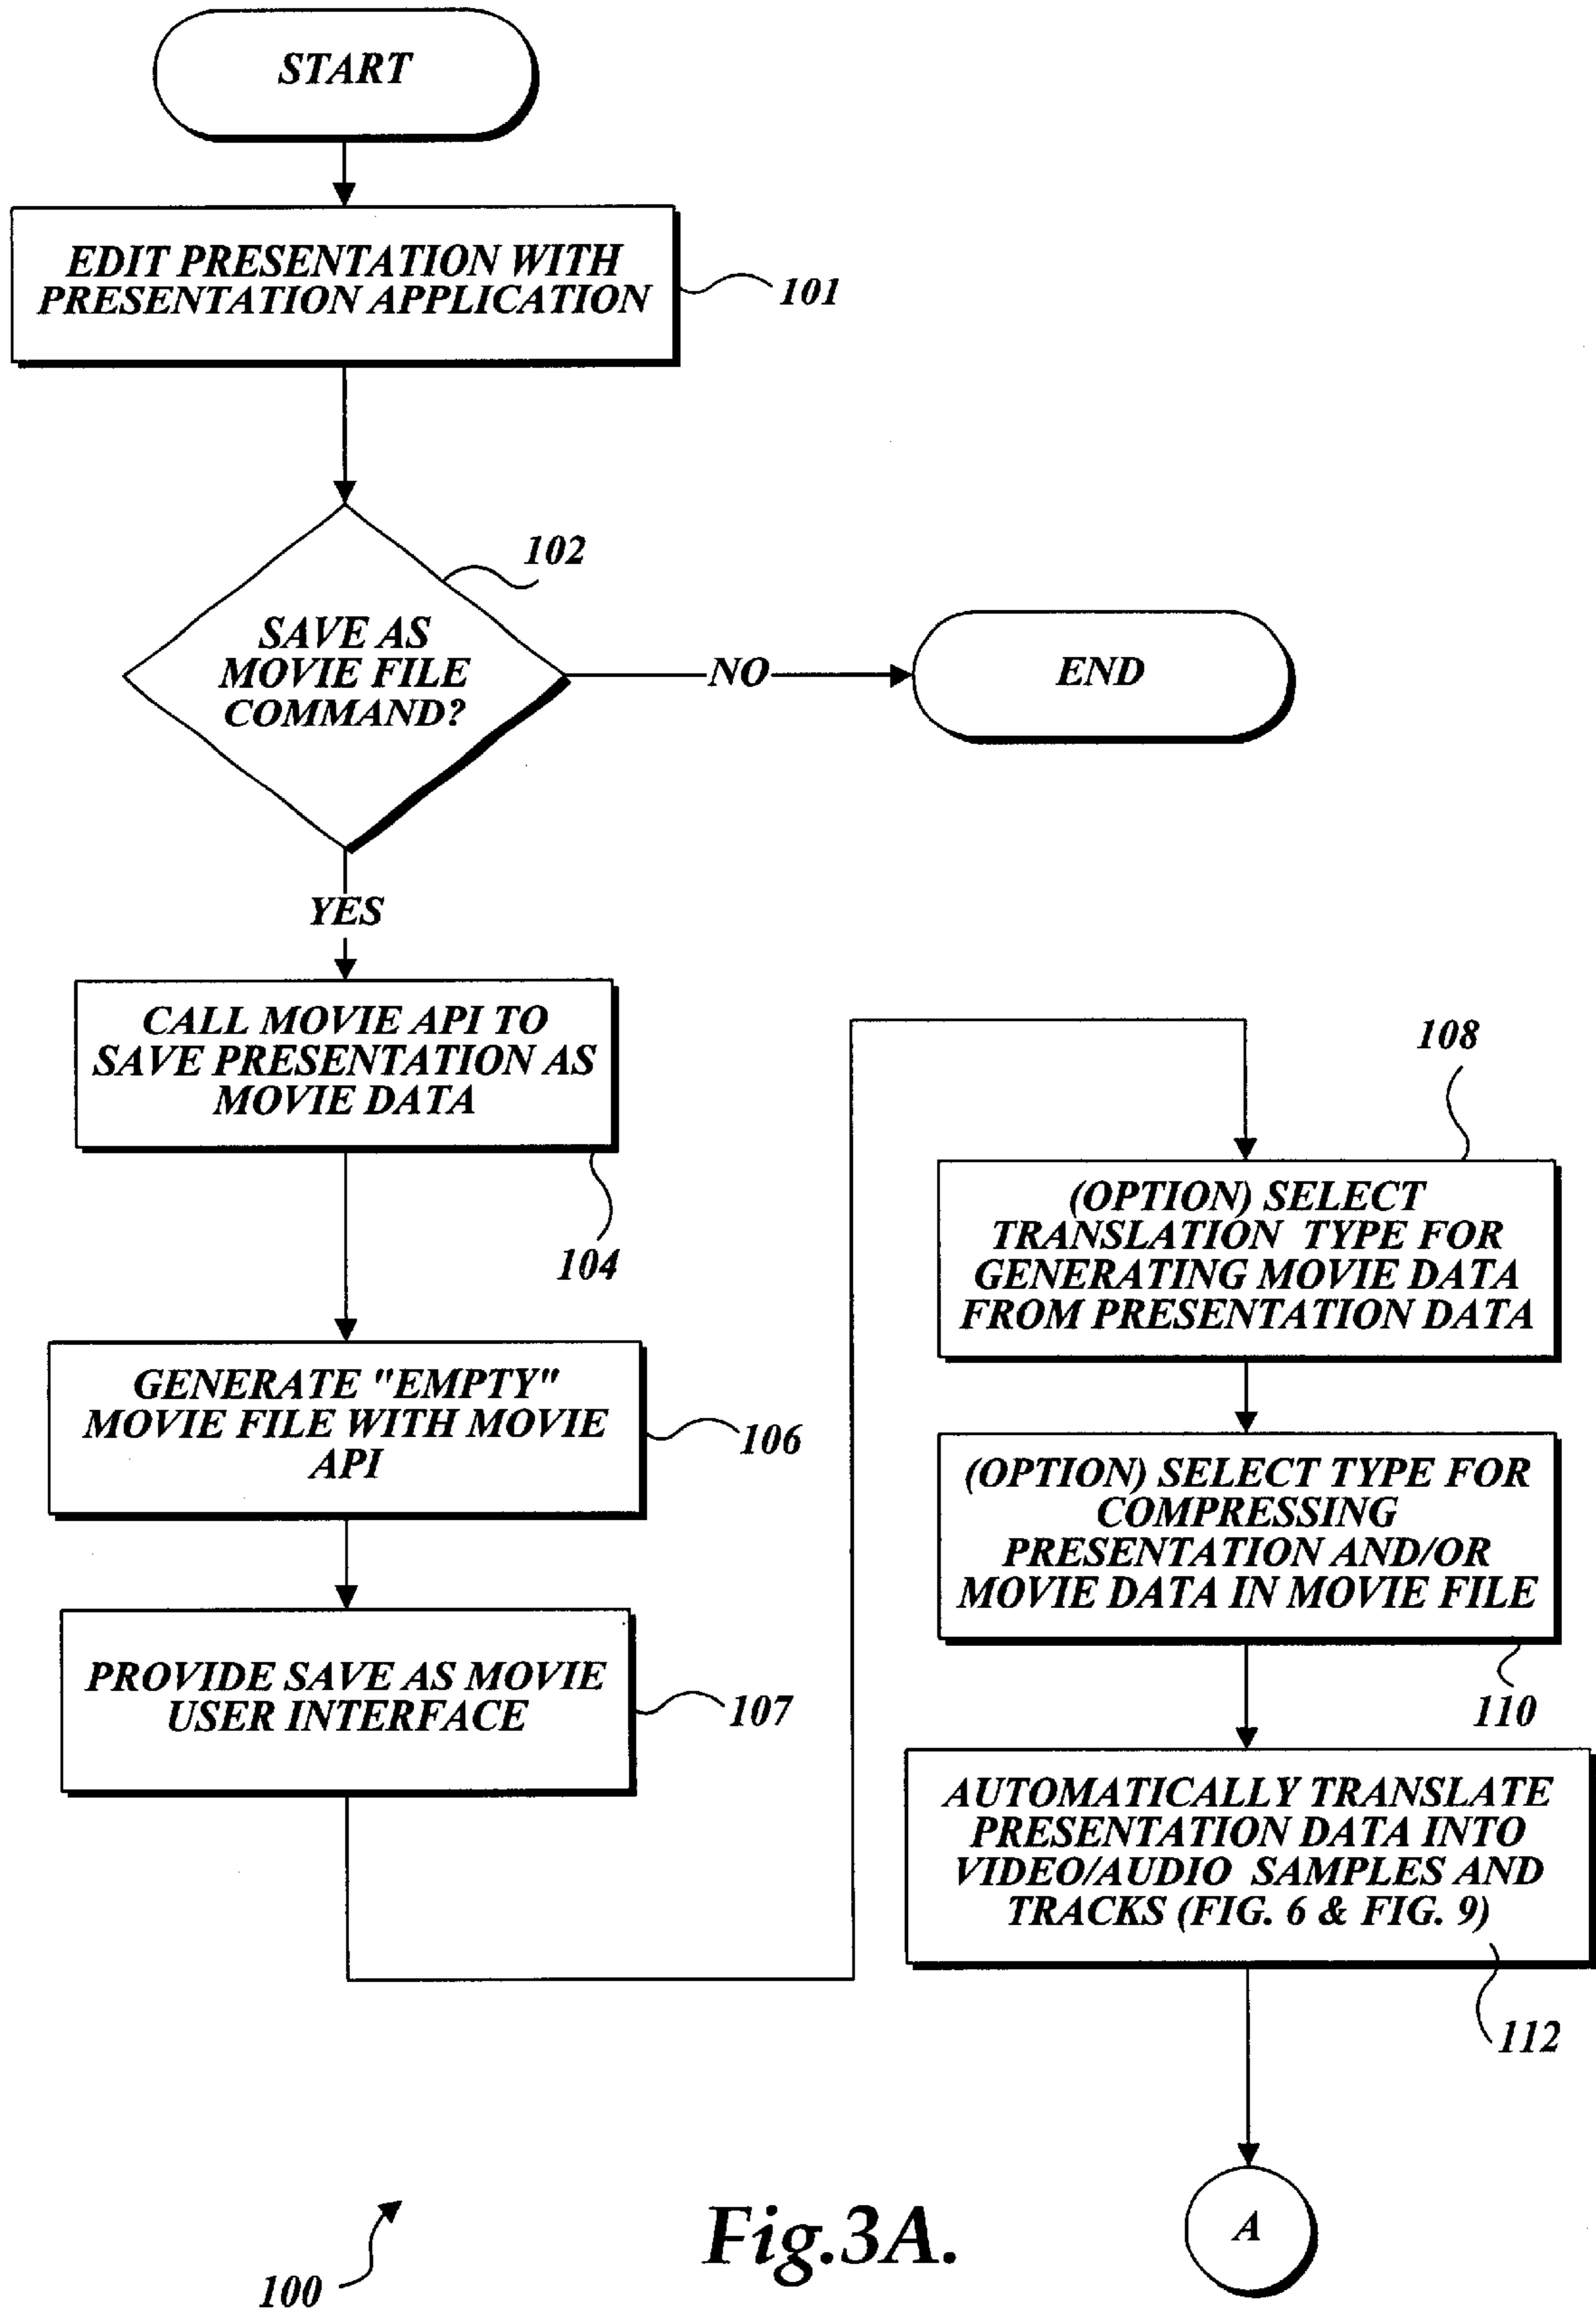 START
EDIT PRESENTATION WITH
PRESENTATION APPLICATION
101
102
SAVE AS
MOVIE FILE
COMMAND?
NO
END
YES
CALL MOVIE API TO
SAVE PRESENTATION AS
MOVIE DATA
104
GENERATE "EMPTY"
MOVIE FILE WITH MOVIE
API
106
PROVIDE SAVE AS MOVIE
USER INTERFACE
107
108
(OPTION) SELECT
TRANSLATION TYPE FOR
GENERATING MOVIE DATA
FROM PRESENTATION DATA
(OPTION) SELECT TYPE FOR
COMPRESSING
PRESENTATION AND/OR
MOVIE DATA IN MOVIE FILE
110
AUTOMATICALLY TRANSLATE
PRESENTATION DATA INTO
VIDEO/AUDIO SAMPLES AND
TRACKS (FIG. 6 & FIG. 9)
112
A
100
Fig.3A.